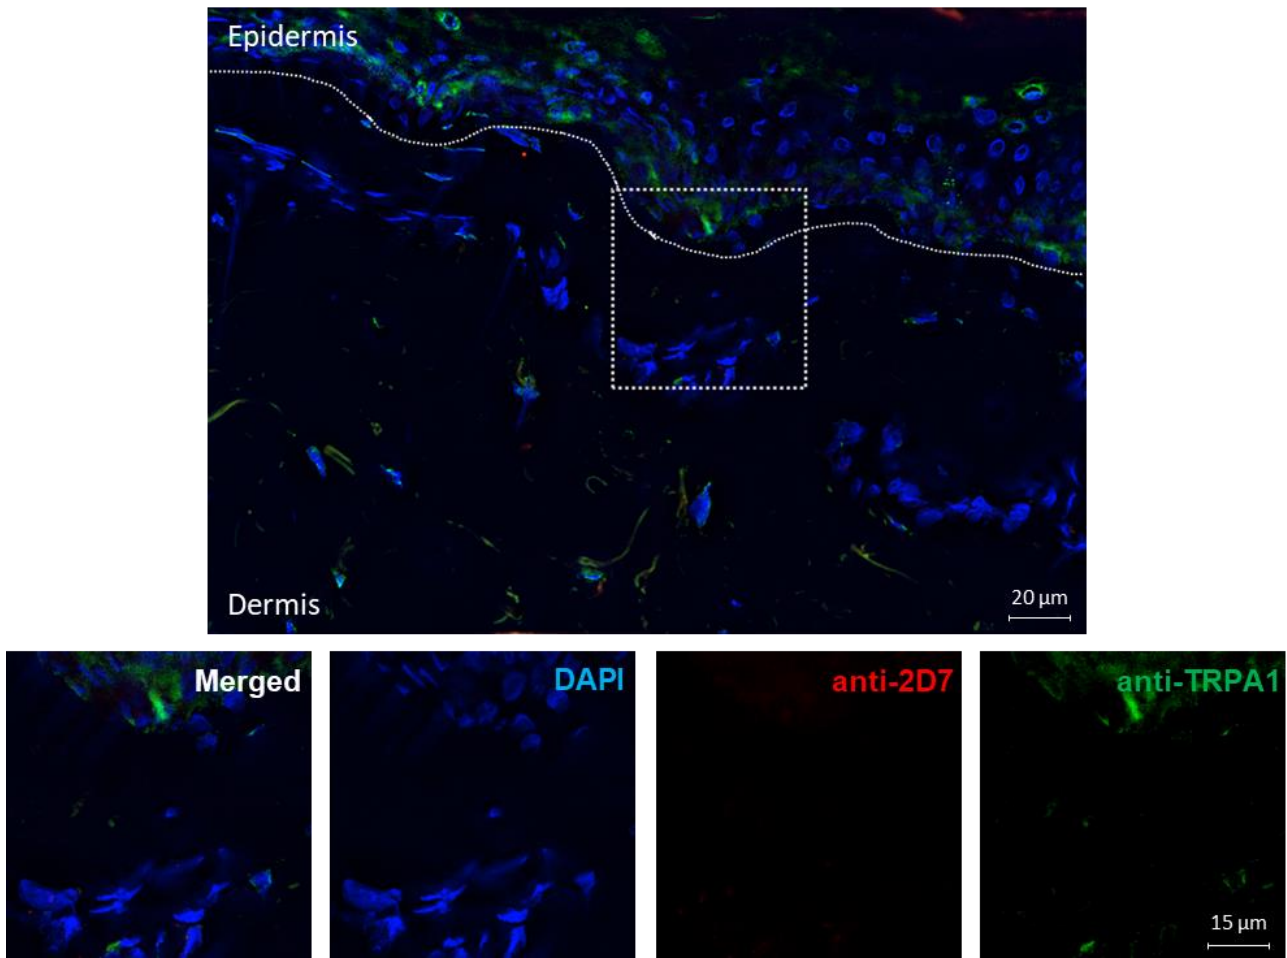 Epidermis
20 µm
Dermis
Merged
DAPI
anti-2D7
anti-TRPA1
15 µm